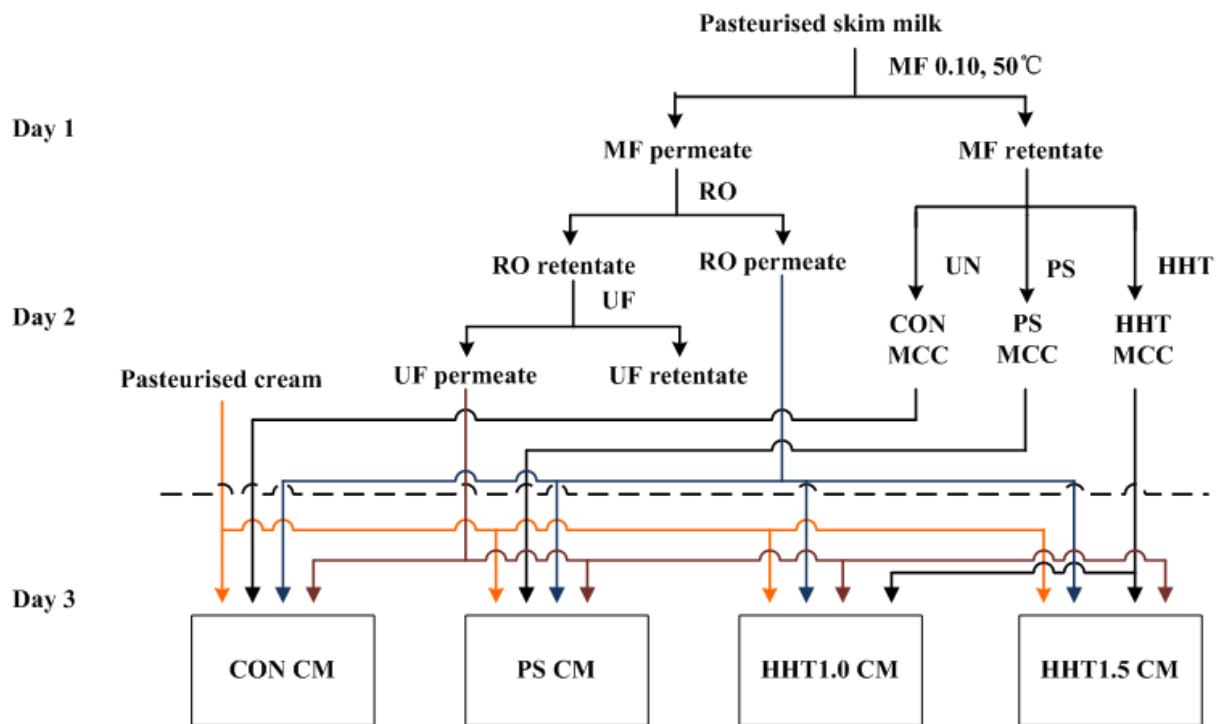 Pasteurised skim milk
MF 0.10, 50℃
Day 1
MF permeate
MF retentate
RO
RO retentate
RO permeate
UN
PS
HHT
UF
Day 2
CON
MCC
PS
MCC
HHT
MCC
Pasteurised cream
UF permeate
UF retentate
Day 3
CON CM
PS CM
HHT1.0 CM
HHT1.5 CM